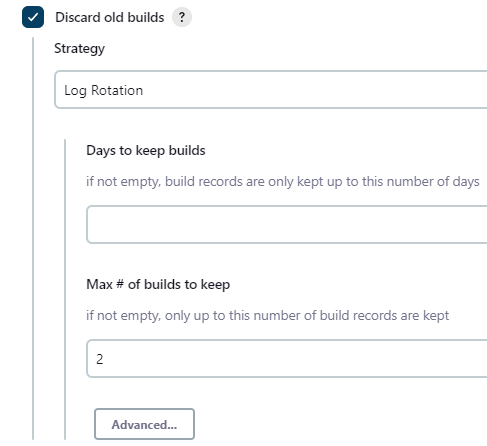 Discard old builds ?
Strategy
Log Rotation
Days to keep builds
if not empty, build records are only kept up to this number of days
Max # of builds to keep
if not empty, only up to this number of build records are kept
2
Advanced...